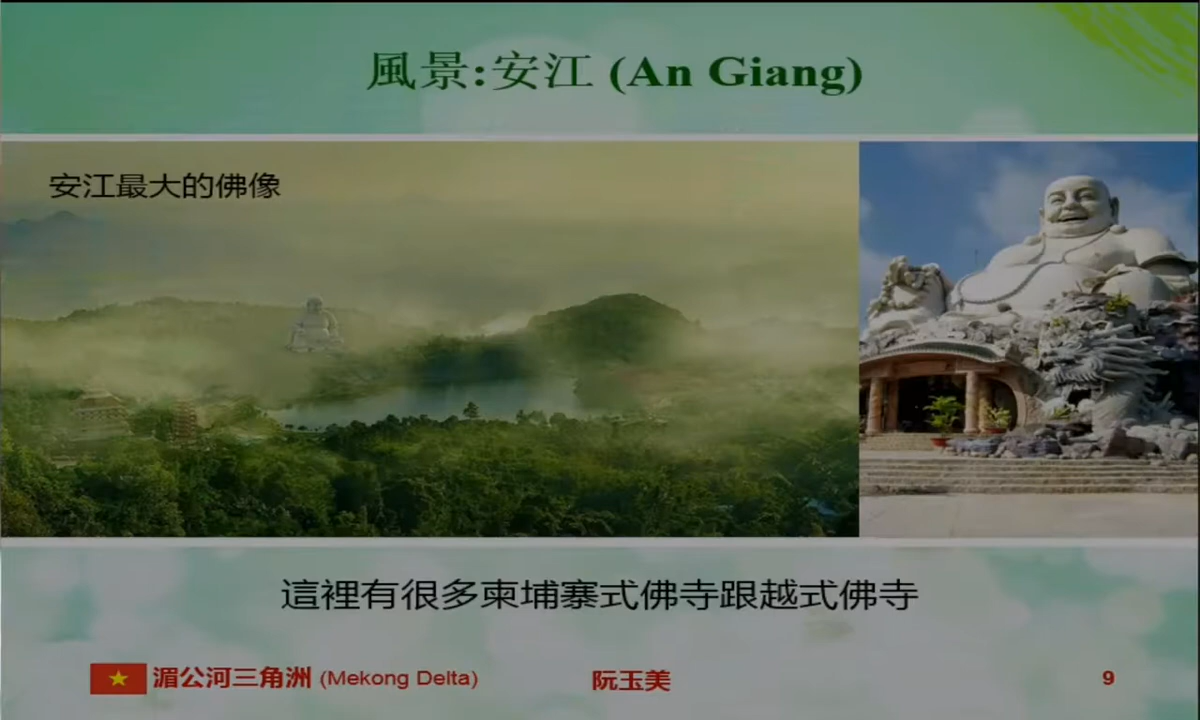 風景:安江 (An Giang)
安江最大的佛像
這裡有很多柬埔寨式佛寺跟越式佛寺
湄公河三角洲 (Mekong Delta)
阮玉美
9